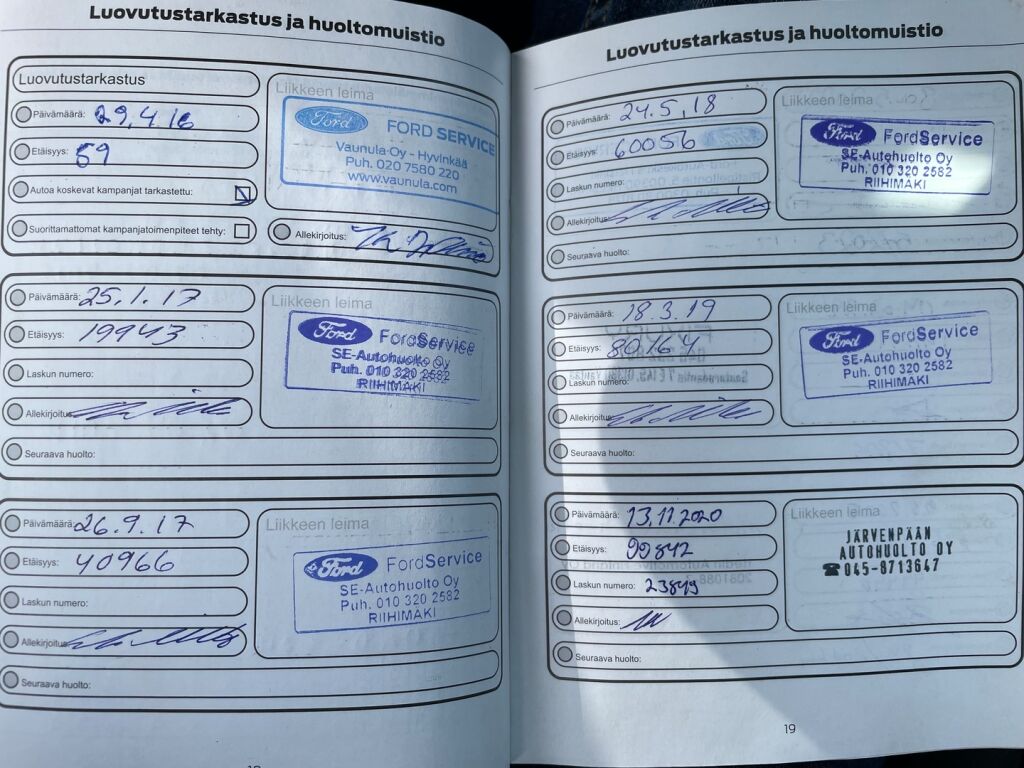 Luovutustarkastus ja huoltomuistio
Luovutustarkastus
Päivämäärä: 29.4.16
Etäisyys: 59
Autoa koskevat kampanjat tarkastettu:
Suorittamattomat kampanjatoimenpiteet tehty:
Liikkeen leima
Ford FORD SERVICE
Vaunula Oy - Hyvinkää
Puh. 020 7580 220
www.vaunula.com
Allekirjoitus:
Päivämäärä: 25.1.17
Etäisyys: 19943
Laskun numero:
Allekirjoitus:
Seuraava huolto:
Liikkeen leima
Ford FordService
SE-Autohuolto Oy
Puh. 010 320 2582
RIIHIMÄKI
Päivämäärä: 26.9.17
Etäisyys: 40966
Laskun numero:
Allekirjoitus:
Seuraava huolto:
Liikkeen leima
Ford FordService
SE-Autohuolto Oy
Puh. 010 320 2582
RIIHIMÄKI
Luovutustarkastus ja huoltomuistio
Päivämäärä: 24.5.18
Etäisyys: 60056
Laskun numero:
Allekirjoitus:
Seuraava huolto:
Liikkeen leima
Ford FordService
SE-Autohuolto Oy
Puh. 010 320 2582
RIIHIMÄKI
Päivämäärä: 18.3.19
Etäisyys: 80164
Laskun numero:
Allekirjoitus:
Seuraava huolto:
Liikkeen leima
Ford FordService
SE-Autohuolto Oy
Puh. 010 320 2582
RIIHIMÄKI
Päivämäärä: 13.11.2020
Etäisyys: 99842
Laskun numero: 23849
Allekirjoitus:
Seuraava huolto:
Liikkeen leima
JÄRVENPÄÄN
AUTOHUOLTO OY
☎045-8713647
19